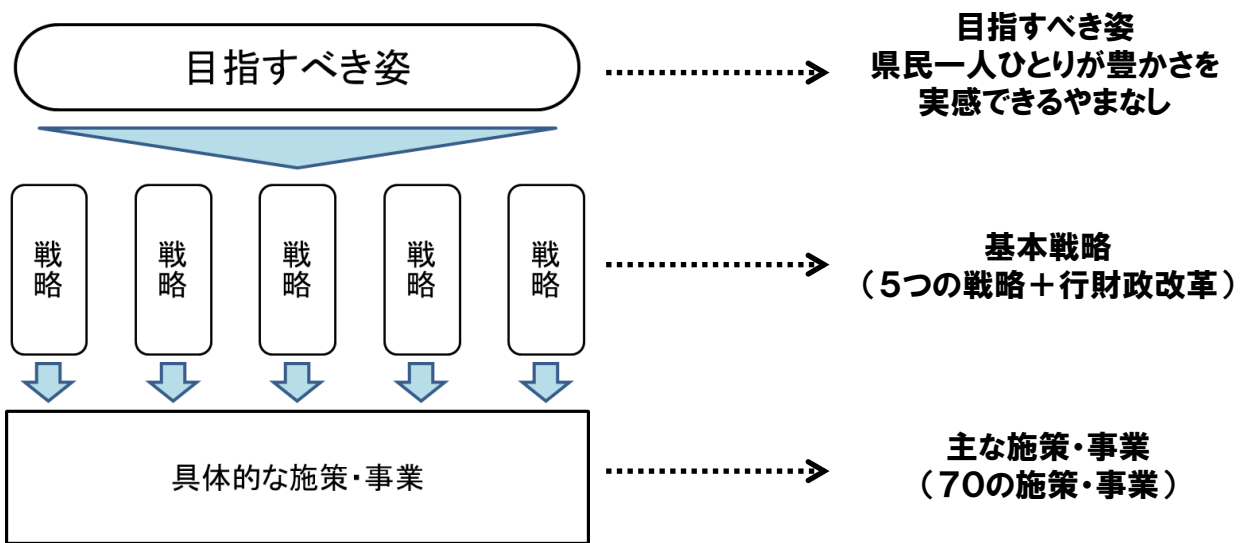 目指すべき姿
目指すべき姿
県民一人ひとりが豊かさを
実感できるやまなし
戦略
戦略
戦略
戦略
戦略
基本戦略
（５つの戦略＋行財政改革）
具体的な施策・事業
主な施策・事業
（７０の施策・事業）